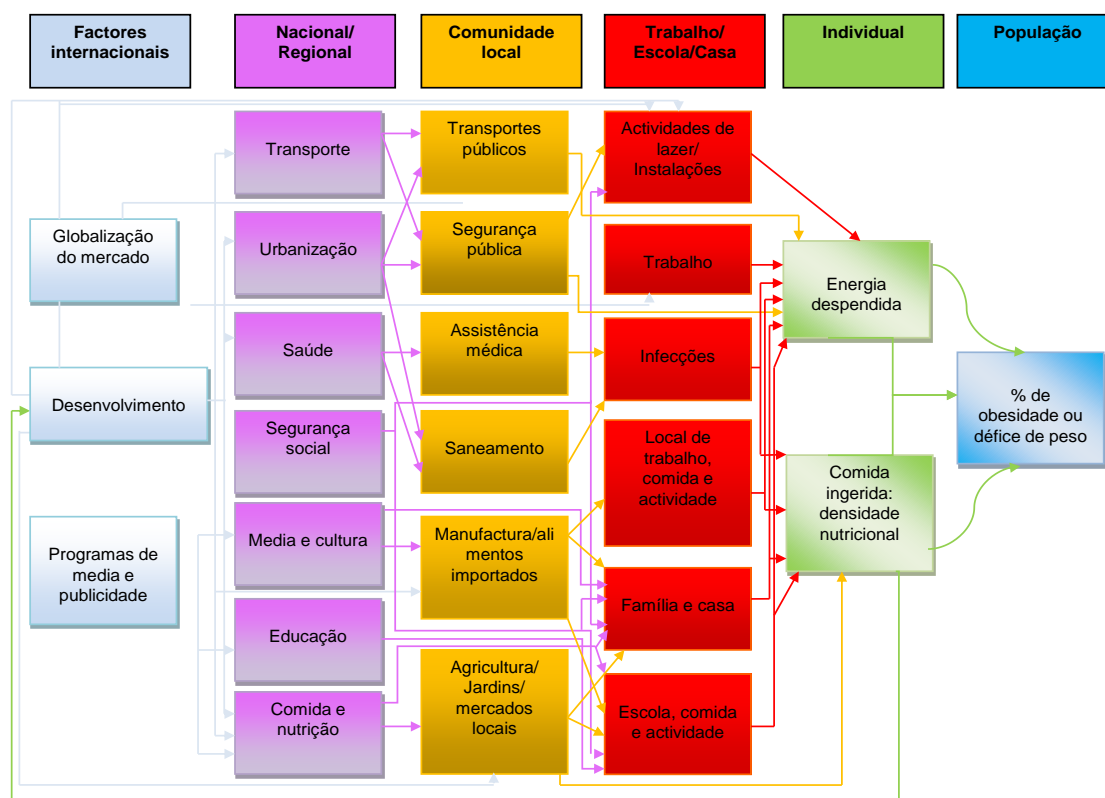 Factores
internacionais
Nacional/
Regional
Comunidade
local
Trabalho/
Escola/Casa
Individual
População
Transporte
Urbanização
Saúde
Segurança
social
Media e cultura
Educação
Comida e
nutrição
Globalização
do mercado
Desenvolvimento
Programas de
media e
publicidade
Transportes
públicos
Segurança
pública
Assistência
médica
Saneamento
Manufactura/ali
mentos
importados
Agricultura/
Jardins/
mercados
locais
Actividades de
lazer/
Instalações
Trabalho
Infecções
Local de
trabalho,
comida e
actividade
Família e casa
Escola, comida
e actividade
Energia
despendida
Comida
ingerida:
densidade
nutricional
% de
obesidade ou
défice de peso